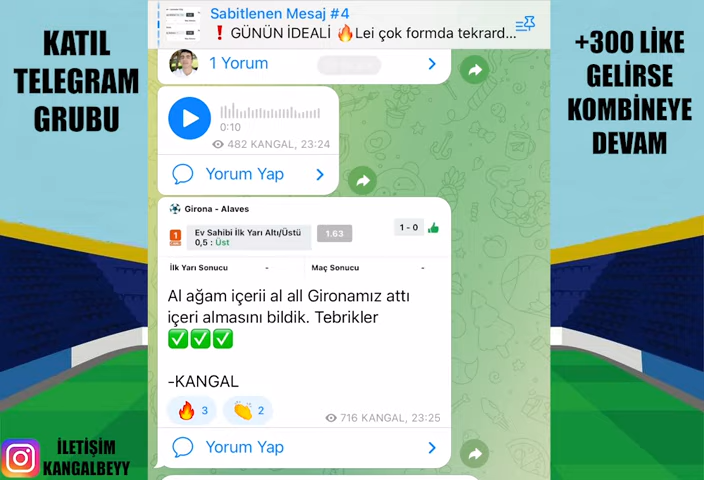 KATIL
TELEGRAM
GRUBU
Sabitlenen Mesaj #4
❗ GÜNÜN İDEALİ 🔥Lei çok formda tekrard...
1 Yorum
0:10
482 KANGAL, 23:24
Yorum Yap
Girona - Alaves
1
Ev Sahibi İlk Yarı Altı/Üstü
0,5 : Üst
1.63
1 - 0
İlk Yarı Sonucu -
Maç Sonucu -
Al ağam içerii al all Gironamız attı
içeri almasını bildik. Tebrikler
✅✅✅
-KANGAL
🔥 3
👏 2
716 KANGAL, 23:25
Yorum Yap
+300 LİKE
GELİRSE
KOMBİNEYE
DEVAM
İLETİŞİM
KANGALBEYY